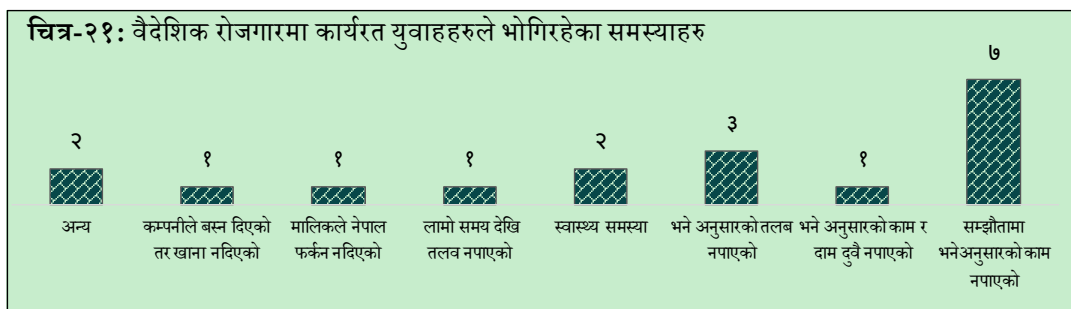 चित्र-२१: वैदेशिक रोजगारमा कार्यरत युवाहहरुले भोगिरहेका समस्याहरु
२
१
१
१
२
३
१
७
अन्य
कम्पनीले बस्न दिएको
तर खाना नदिएको
मालिकले नेपाल
फर्कन नदिएको
लामो समय देखि
तलव नपाएको
स्वास्थ्य समस्या
भने अनुसारको तलब
नपाएको
भने अनुसारको काम र
दाम दुवै नपाएको
सम्झौतामा
भनेअनुसारको काम
नपाएको